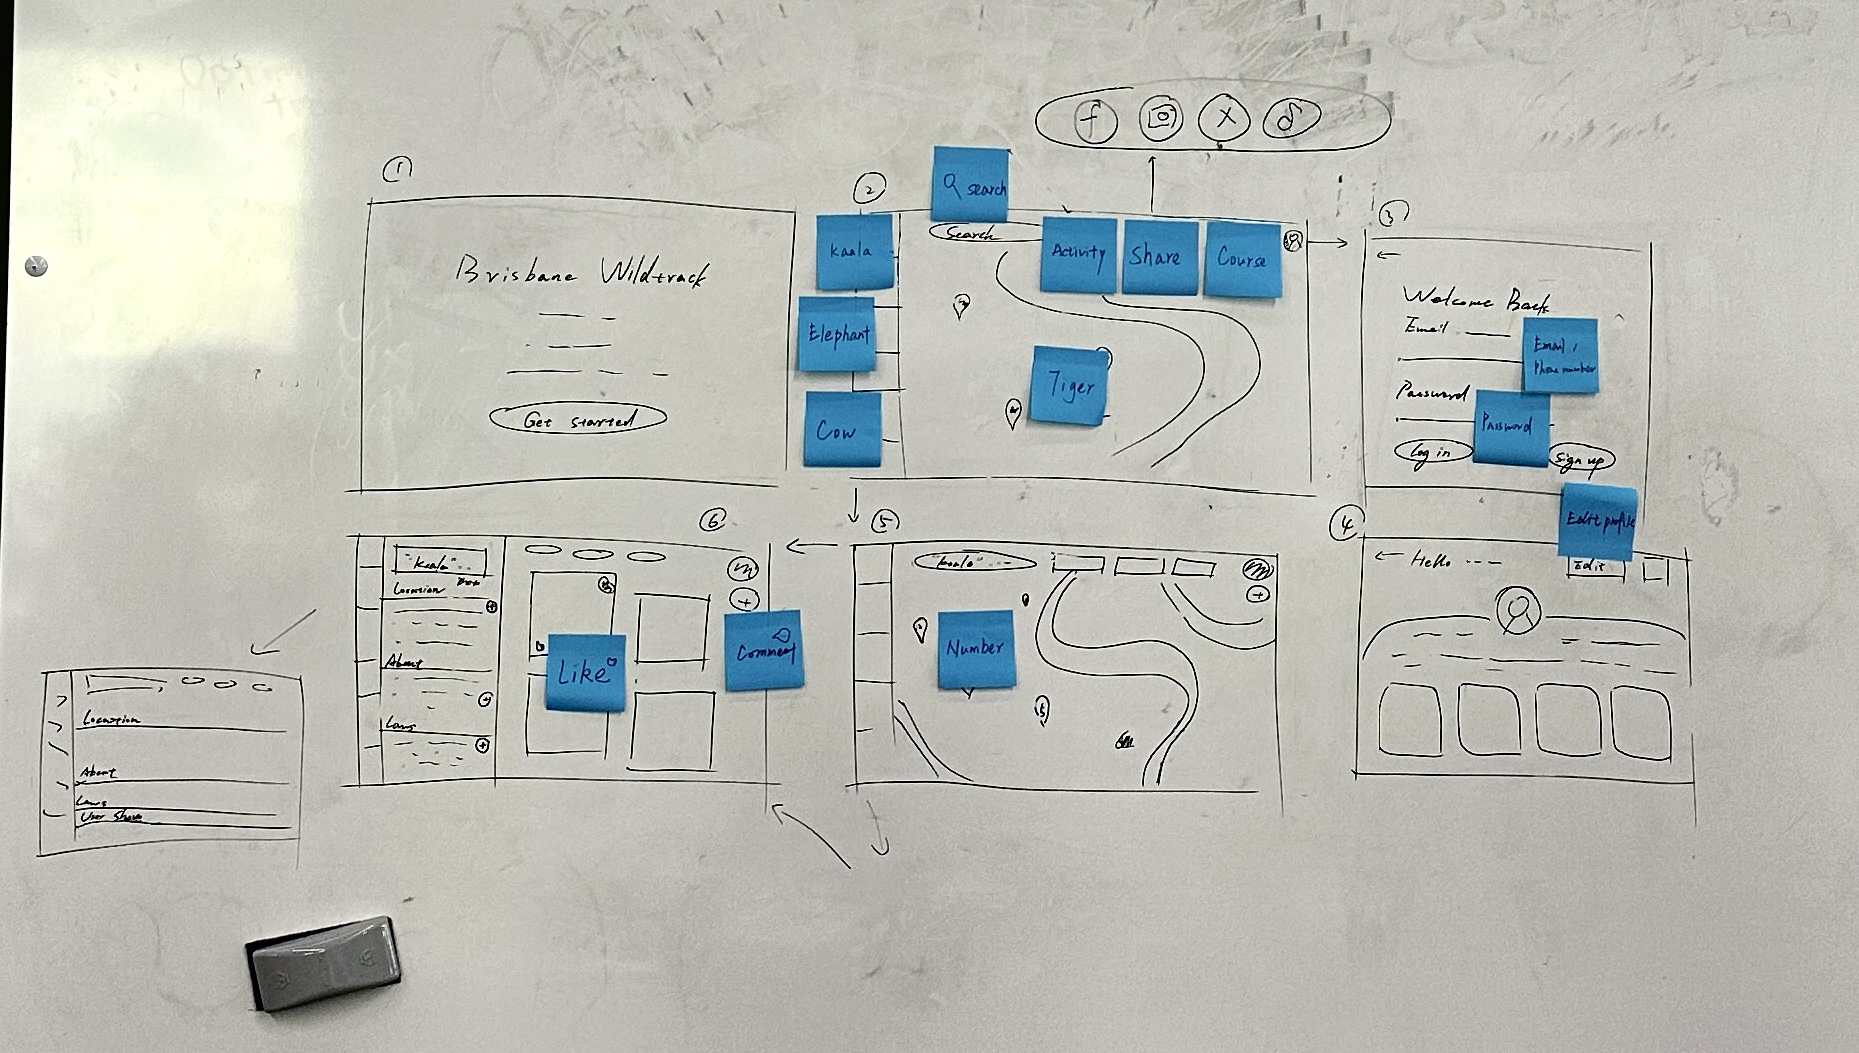 ①
Brisbane Wildtrack
Get started
②
Q search
Search
kaala
Elephant
Cow
Activity
Share
Course
Tiger
f
X
③
Welcome Back
Email
Email,
Phone number
Password
Password
Log in
Sign up
④
Edit profile
Hello
Edit
⑤
"koala"
Number
⑥
"koala"
Location
About
Laws
Like
Comment
Location
About
Laws
User Share